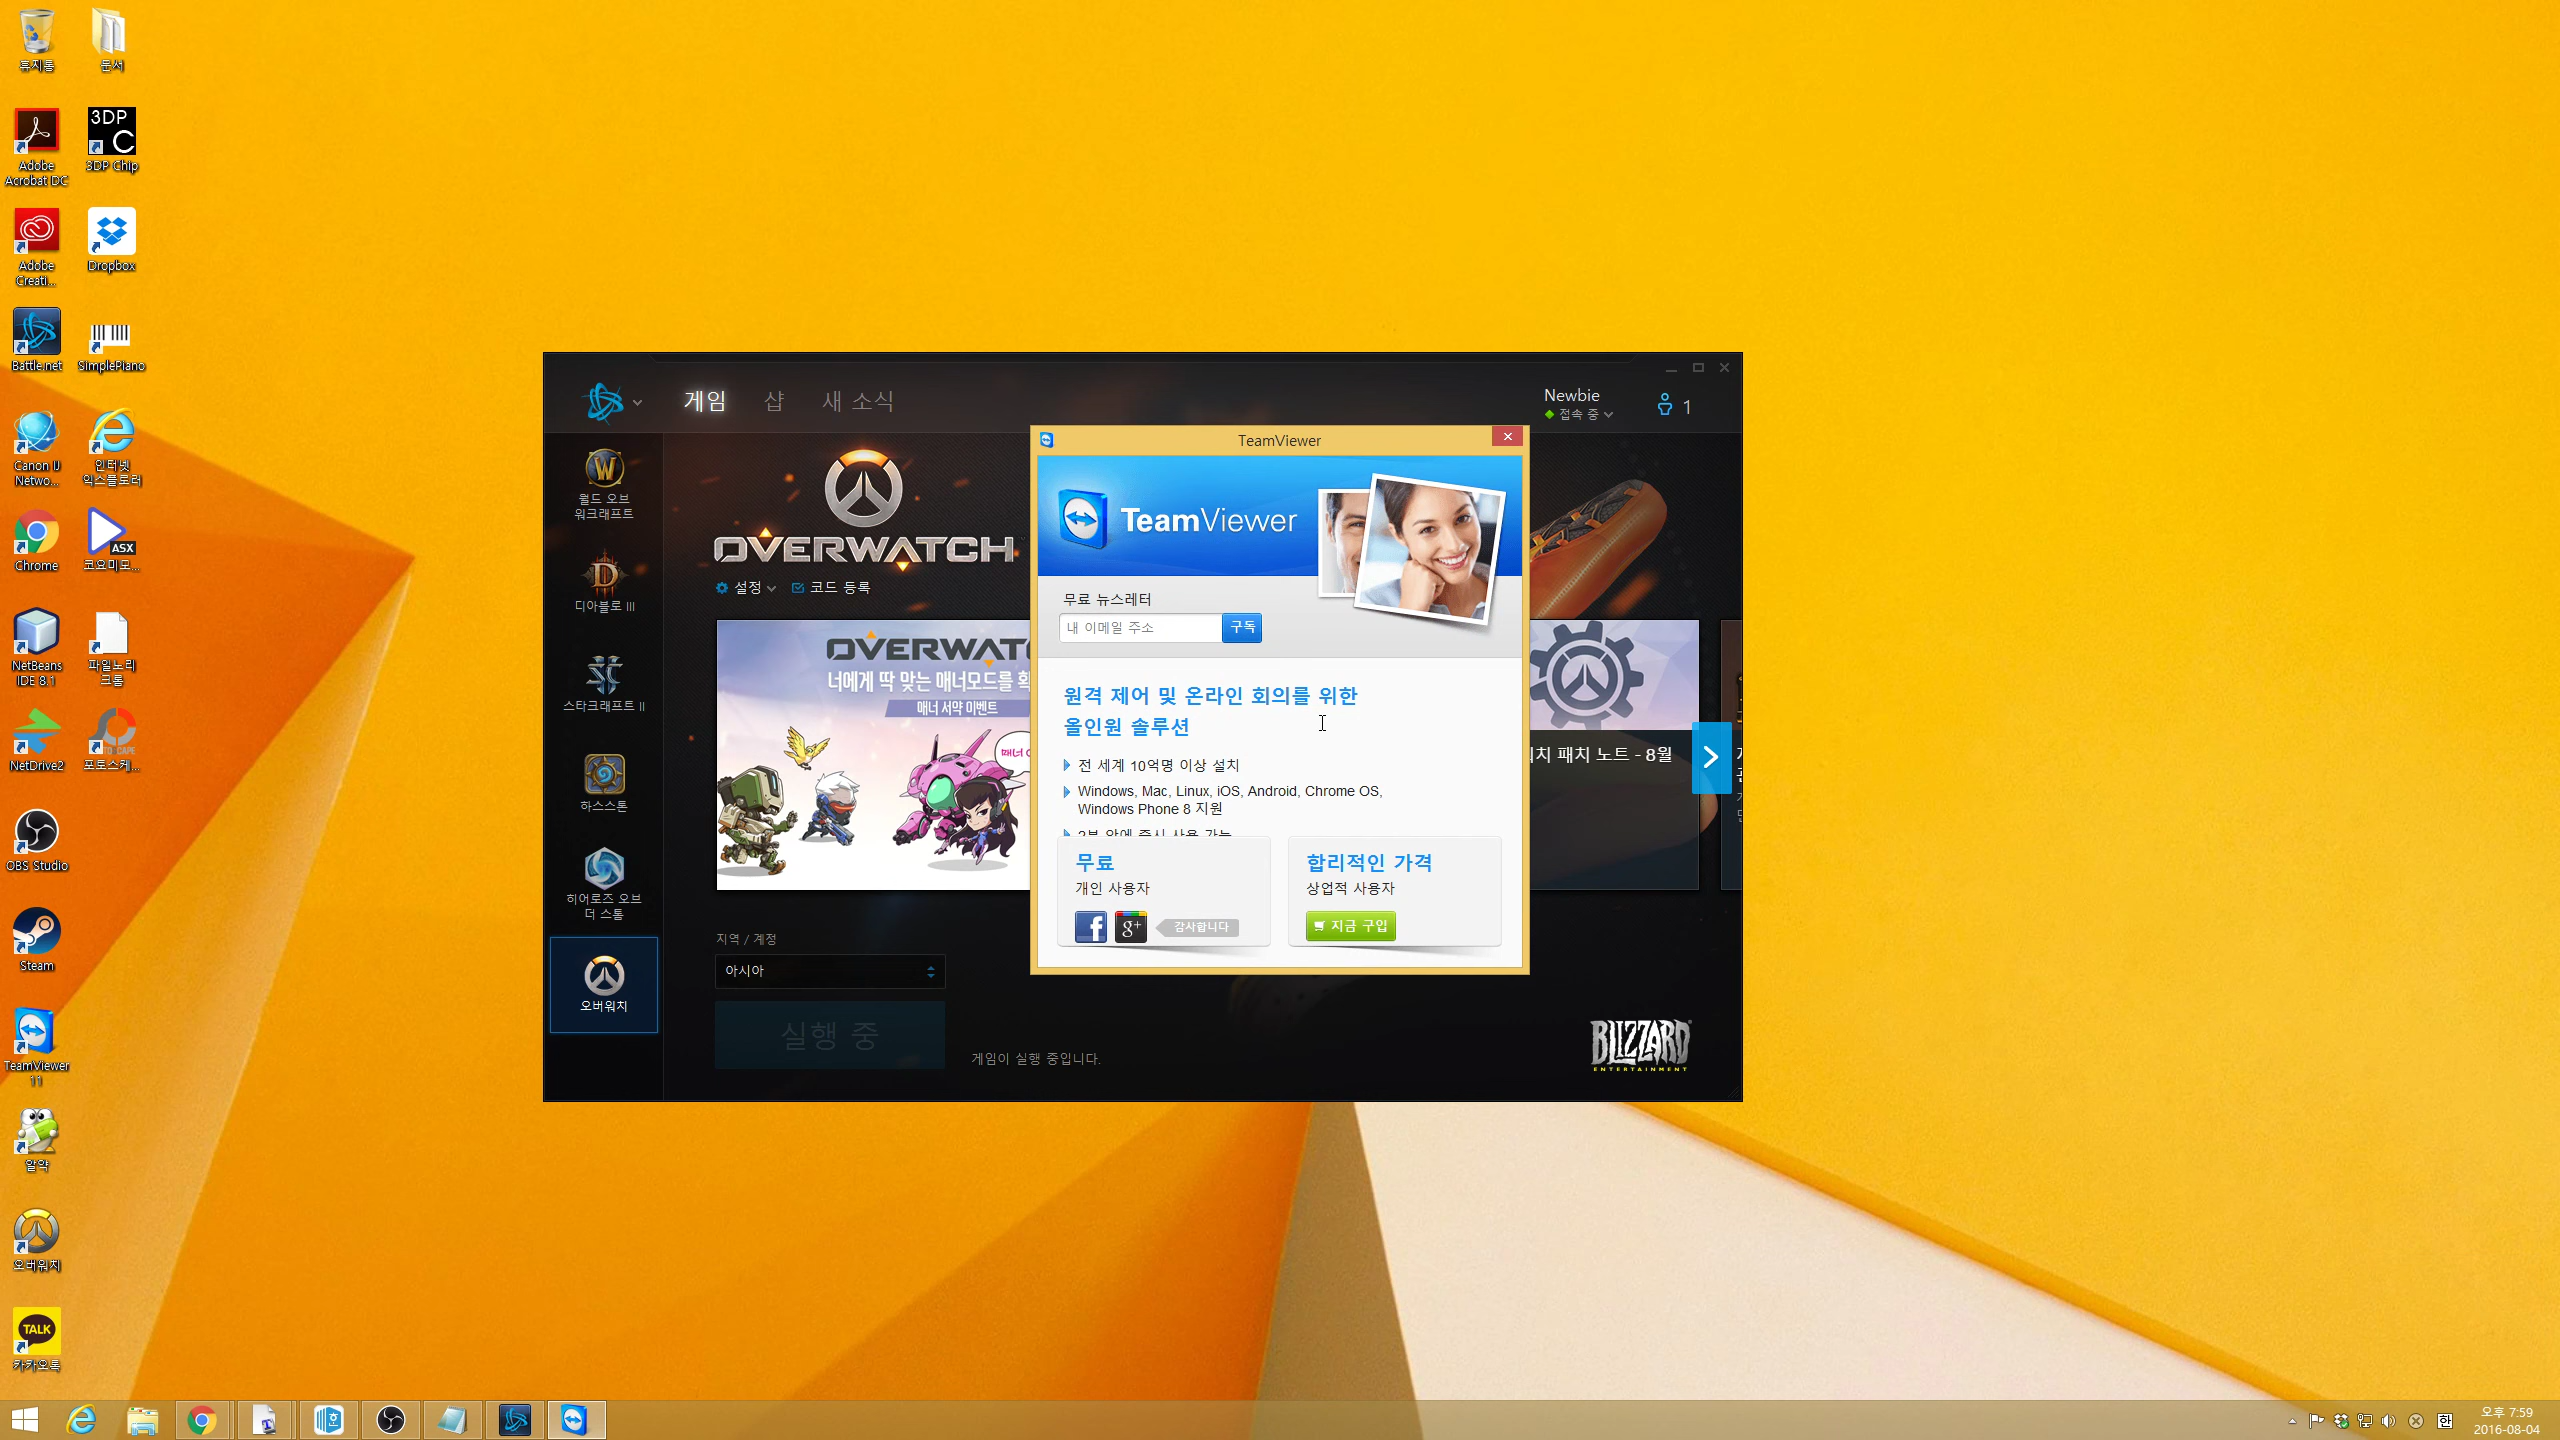 휴지통
문서
Adobe
Acrobat DC
3DP
C
3DP Chip
Adobe
Creati...
Dropbox
Battle.net
SimplePiano
Canon IJ
Netwo...
인터넷
익스플로러
Chrome
ASX
코요미모...
NetBeans
IDE 8.1
파일노리
크롬
NetDrive2
포토스케...
OBS Studio
Steam
TeamViewer
11
알약
오버워치
TALK
카카오톡
게임
샵
새 소식
Newbie
접속 중
1
월드 오브
워크래프트
디아블로 III
스타크래프트 II
하스스톤
히어로즈 오브
더 스톰
오버워치
OVERWATCH
설정
코드 등록
너에게 딱 맞는 매너모드를
매너 서약 이벤트
패치 노트 - 8월
지역 / 계정
아시아
실행 중
게임이 실행 중입니다.
BLIZZARD
ENTERTAINMENT
TeamViewer
TeamViewer
무료 뉴스레터
내 이메일 주소
구독
원격 제어 및 온라인 회의를 위한
올인원 솔루션
전 세계 10억명 이상 설치
Windows, Mac, Linux, iOS, Android, Chrome OS,
Windows Phone 8 지원
무료
개인 사용자
감사합니다
합리적인 가격
상업적 사용자
지금 구입
한
오후 7:59
2016-08-04